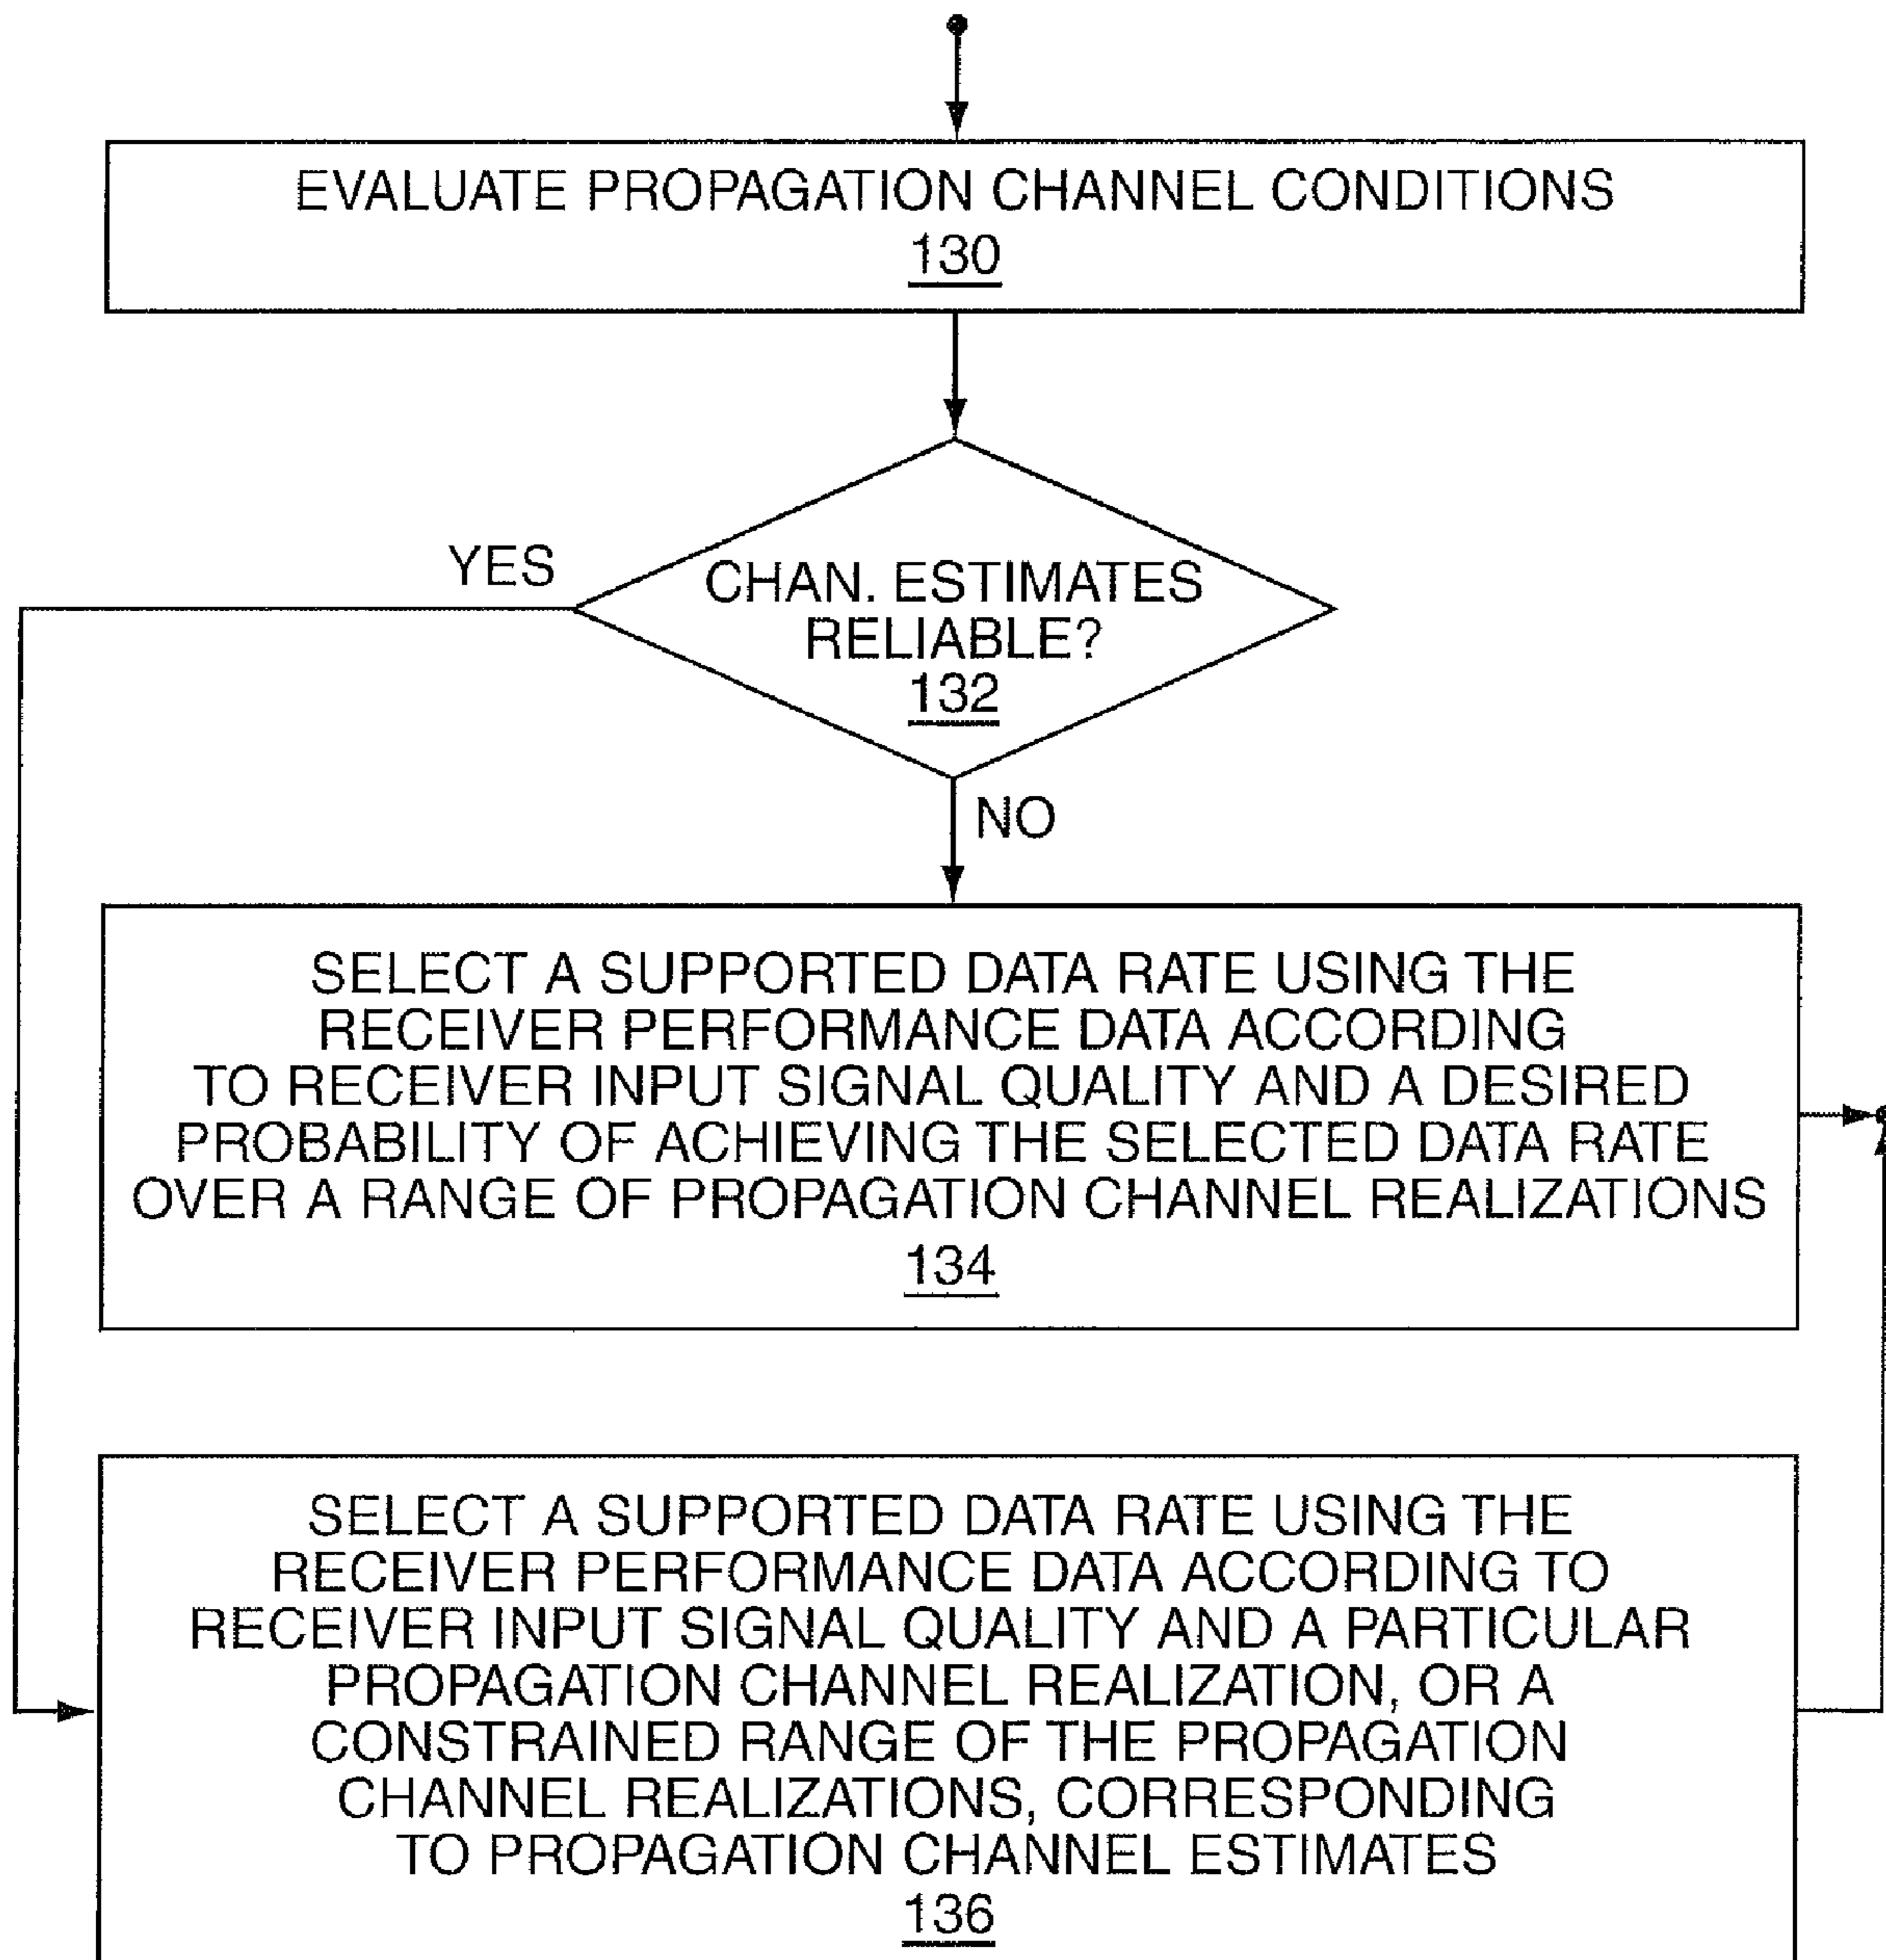 EVALUATE PROPAGATION CHANNEL CONDITIONS
130
YES
CHAN. ESTIMATES
RELIABLE?
132
NO
SELECT A SUPPORTED DATA RATE USING THE
RECEIVER PERFORMANCE DATA ACCORDING
TO RECEIVER INPUT SIGNAL QUALITY AND A DESIRED
PROBABILITY OF ACHIEVING THE SELECTED DATA RATE
OVER A RANGE OF PROPAGATION CHANNEL REALIZATIONS
134
SELECT A SUPPORTED DATA RATE USING THE
RECEIVER PERFORMANCE DATA ACCORDING TO
RECEIVER INPUT SIGNAL QUALITY AND A PARTICULAR
PROPAGATION CHANNEL REALIZATION, OR A
CONSTRAINED RANGE OF THE PROPAGATION
CHANNEL REALIZATIONS, CORRESPONDING
TO PROPAGATION CHANNEL ESTIMATES
136